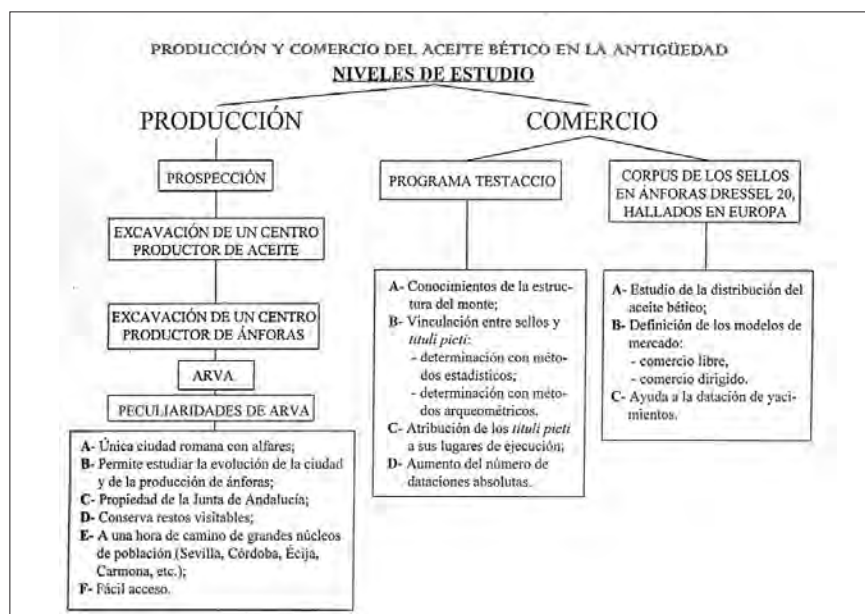 PRODUCCIÓN Y COMERCIO DEL ACEITE BÉTICO EN LA ANTIGÜEDAD
NIVELES DE ESTUDIO
PRODUCCIÓN
PROSPECCIÓN
EXCAVACIÓN DE UN CENTRO
PRODUCTOR DE ACEITE
EXCAVACIÓN DE UN CENTRO
PRODUCTOR DE ÁNFORAS
ARVA
PECULIARIDADES DE ARVA
A- Única ciudad romana con alfares;
B- Permite estudiar la evolución de la ciudad
y de la producción de ánforas;
C- Propiedad de la Junta de Andalucía;
D- Conserva restos visitables;
E- A una hora de camino de grandes núcleos
de población (Sevilla, Córdoba, Écija,
Carmona, etc.);
F- Fácil acceso.
COMERCIO
PROGRAMA TESTACCIO
A- Conocimientos de la estruc-
tura del monte;
B- Vinculación entre sellos y
tituli picti:
- determinación con méto-
dos estadísticos;
- determinación con mé-
todos arqueométricos.
C- Atribución de los tituli picti
a sus lugares de ejecución;
D- Aumento del número de
dataciones absolutas.
CORPUS DE LOS SELLOS
EN ÁNFORAS DRESSEL 20,
HALLADOS EN EUROPA
A- Estudio de la distribución del
aceite bético;
B- Definición de los modelos de
mercado:
- comercio libre,
- comercio dirigido.
C- Ayuda a la datación de yaci-
mientos.